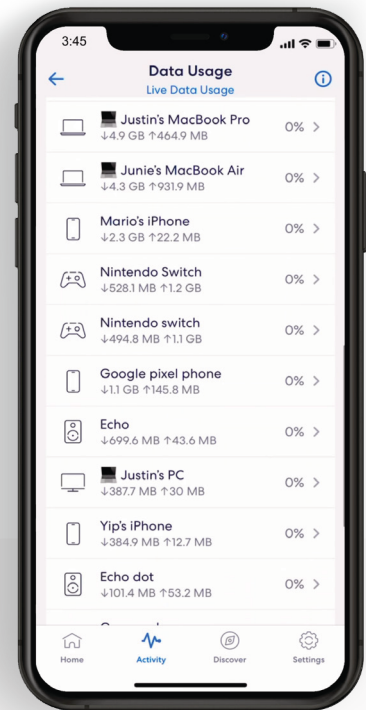 3:45
Data Usage
Live Data Usage
Justin's MacBook Pro
↓4.9 GB ↑464.9 MB
0%
Junie's MacBook Air
↓4.3 GB ↑931.9 MB
0%
Mario's iPhone
↓2.3 GB ↑22.2 MB
0%
Nintendo Switch
↓528.1 MB ↑1.2 GB
0%
Nintendo switch
↓494.8 MB ↑1.1 GB
0%
Google pixel phone
↓1.1 GB ↑145.8 MB
0%
Echo
↓699.6 MB ↑43.6 MB
0%
Justin's PC
↓387.7 MB ↑30 MB
0%
Yip's iPhone
↓384.9 MB ↑12.7 MB
0%
Echo dot
↓101.4 MB ↑53.2 MB
0%
Home
Activity
Discover
Settings